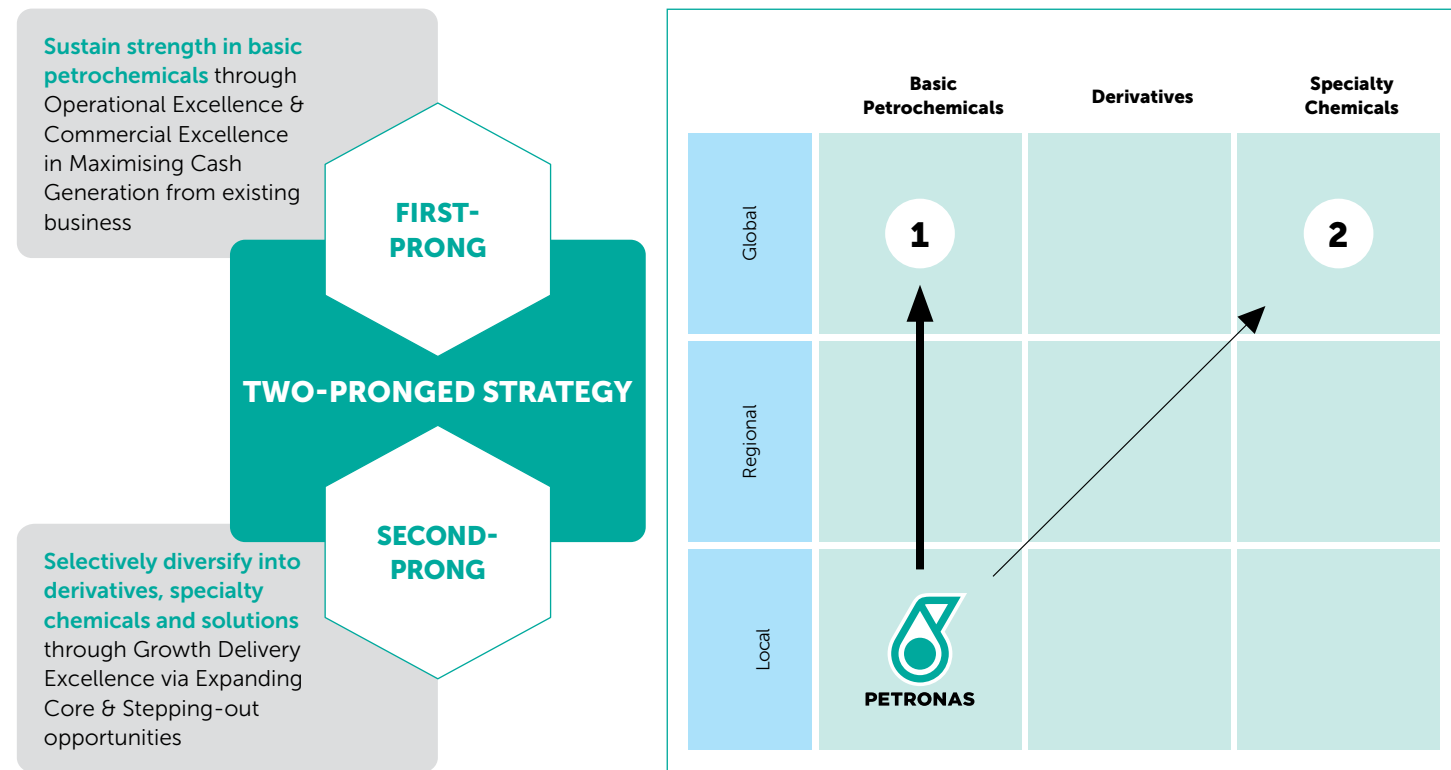 Sustain strength in basic
petrochemicals through
Operational Excellence &
Commercial Excellence
in Maximising Cash
Generation from existing
business
FIRST-
PRONG
TWO-PRONGED STRATEGY
SECOND-
PRONG
Selectively diversify into
derivatives, specialty
chemicals and solutions
through Growth Delivery
Excellence via Expanding
Core & Stepping-out
opportunities
Basic
Petrochemicals
Derivatives
Specialty
Chemicals
Global
1
2
Regional
Local
PETRONAS